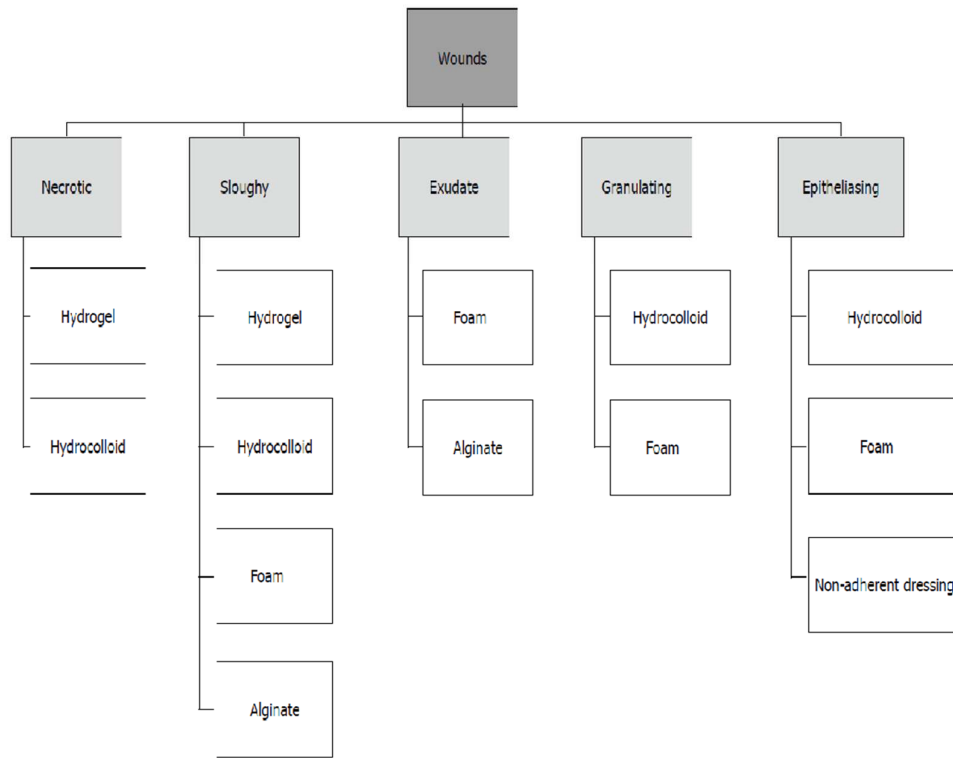 Wounds
Necrotic
Sloughy
Exudate
Granulating
Epitheliasing
Hydrogel
Hydrogel
Foam
Hydrocolloid
Hydrocolloid
Hydrocolloid
Hydrocolloid
Alginate
Foam
Foam
Foam
Non-adherent dressing
Alginate